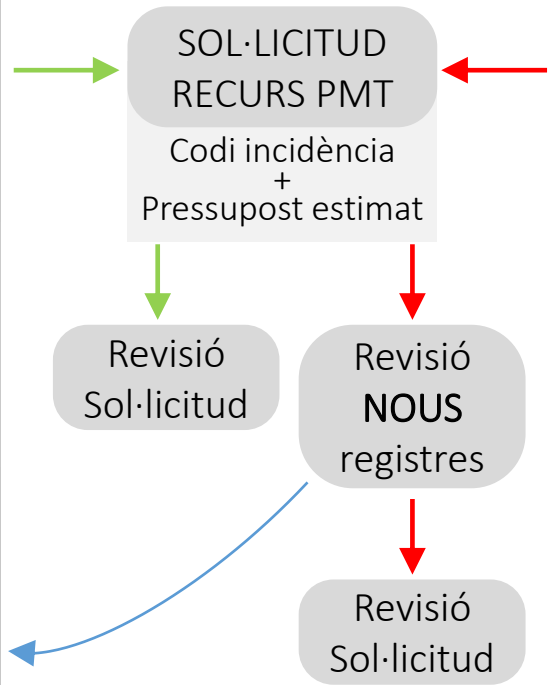 SOL·LICITUD
RECURS PMT
Codi incidència
+
Pressupost estimat
Revisió
Sol·licitud
Revisió
NOUS
registres
Revisió
Sol·licitud